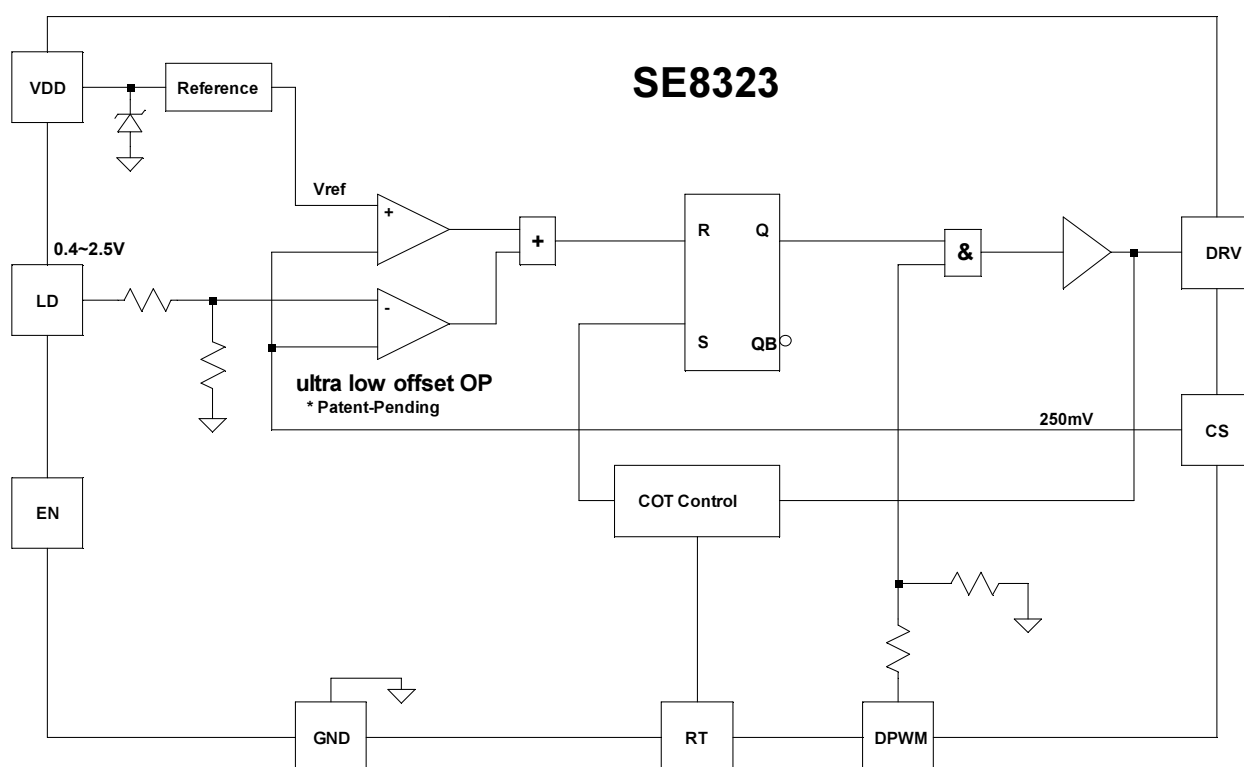 SE8323
VDD
Reference
Vref
+
0.4~2.5V
+
R
Q
&
DRV
LD
-
S
QB
ultra low offset OP
* Patent-Pending
250mV
CS
EN
COT Control
GND
RT
DPWM